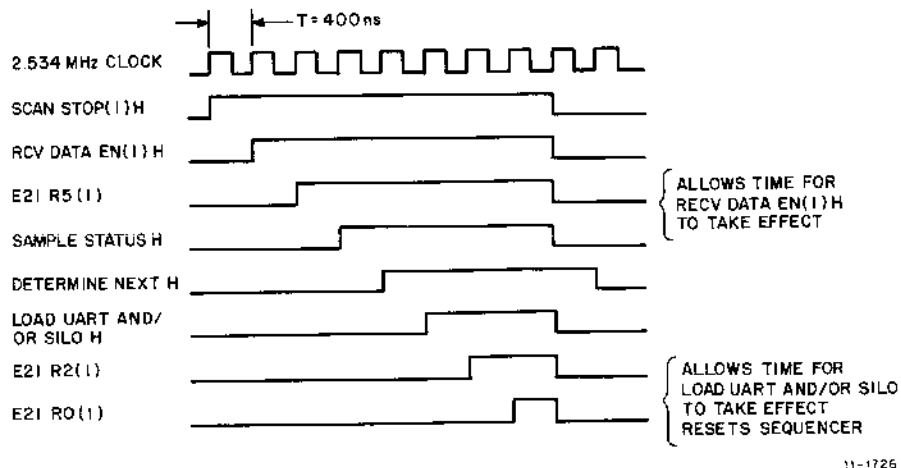 T=400ns
2.534 MHz CLOCK
SCAN STOP(1)H
RCV DATA EN(1)H
E21 R5(1)
SAMPLE STATUS H
DETERMINE NEXT H
LOAD UART AND/
OR SILO H
E21 R2(1)
E21 R0(1)
ALLOWS TIME FOR
RECV DATA EN(1)H
TO TAKE EFFECT
ALLOWS TIME FOR
LOAD UART AND/OR SILO
TO TAKE EFFECT
RESETS SEQUENCER
11-1726